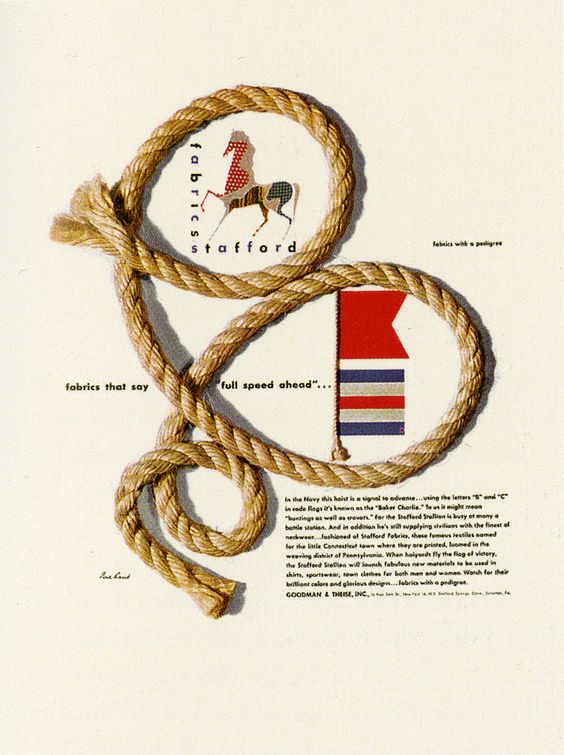 fabrics
stafford
fabrics with a pedigree
fabrics that say full speed ahead"...
In the Navy this hoist is a signal to advance...using the letters "B" and "C"
in code flags it's known as the "Baker Charlie." To us it might mean
"buntings as well as cravats." For the Stafford Stallion is busy at many a
battle station. And in addition he's still supplying civilians with the finest of
neckwear...fashioned of Stafford Fabrics, those famous textiles named
for the little Connecticut town where they are printed, loomed in the
weaving district of Pennsylvania. When halyards fly the flag of victory,
the Stafford Stallion will launch fabulous new materials to be used in
shirts, sportswear, town clothes for both men and women. Watch for their
brilliant colors and glorious designs...fabrics with a pedigree.
GOODMAN & THEISE, INC., New York 16, N.Y. Stafford Springs, Conn., Scranton, Pa.
Paul Rand